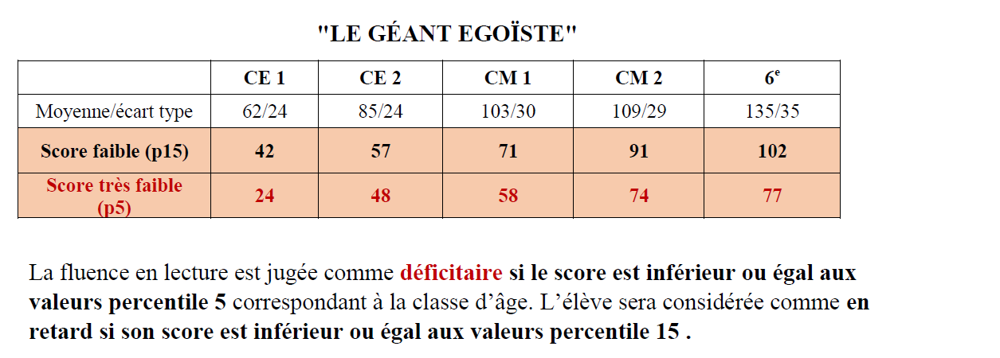 "LE GÉANT EGOÏSTE"
CE 1 CE 2 CM 1 CM 2 6e
Moyenne/écart type 62/24 85/24 103/30 109/29 135/35
Score faible (p15) 42 57 71 91 102
Score très faible
(p5) 24 48 58 74 77
La fluence en lecture est jugée comme déficitaire si le score est inférieur ou égal aux
valeurs percentile 5 correspondant à la classe d’âge. L’élève sera considérée comme en
retard si son score est inférieur ou égal aux valeurs percentile 15 .